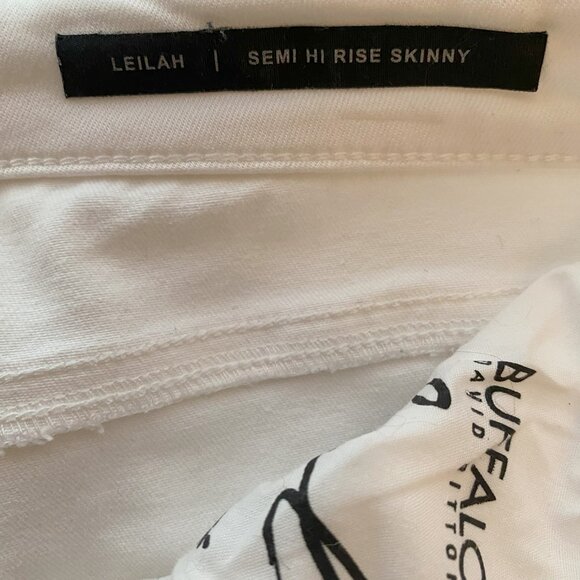 LEILAH | SEMI HI RISE SKINNY
BUFFALO